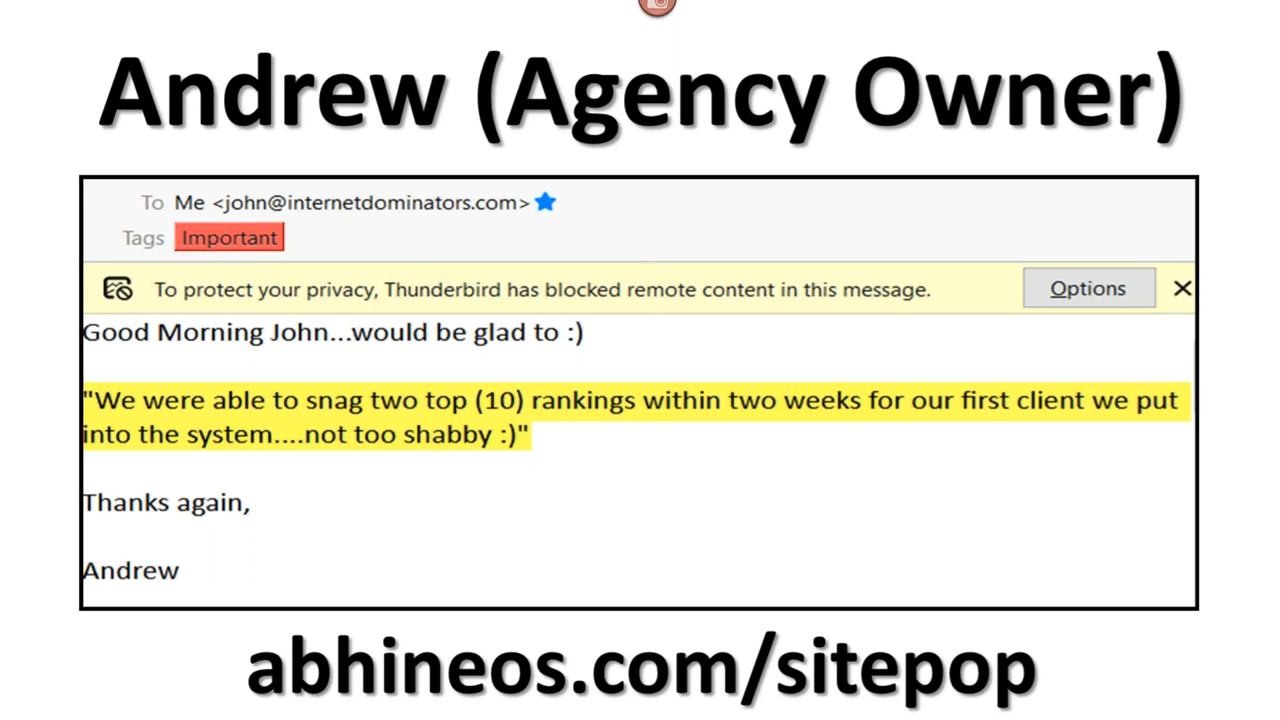 Andrew (Agency Owner)
To Me <john@internetdominators.com>
Tags Important
To protect your privacy, Thunderbird has blocked remote content in this message. Options
Good Morning John...would be glad to :)
"We were able to snag two top (10) rankings within two weeks for our first client we put
into the system....not too shabby :)"
Thanks again,
Andrew
abhineos.com/sitepop